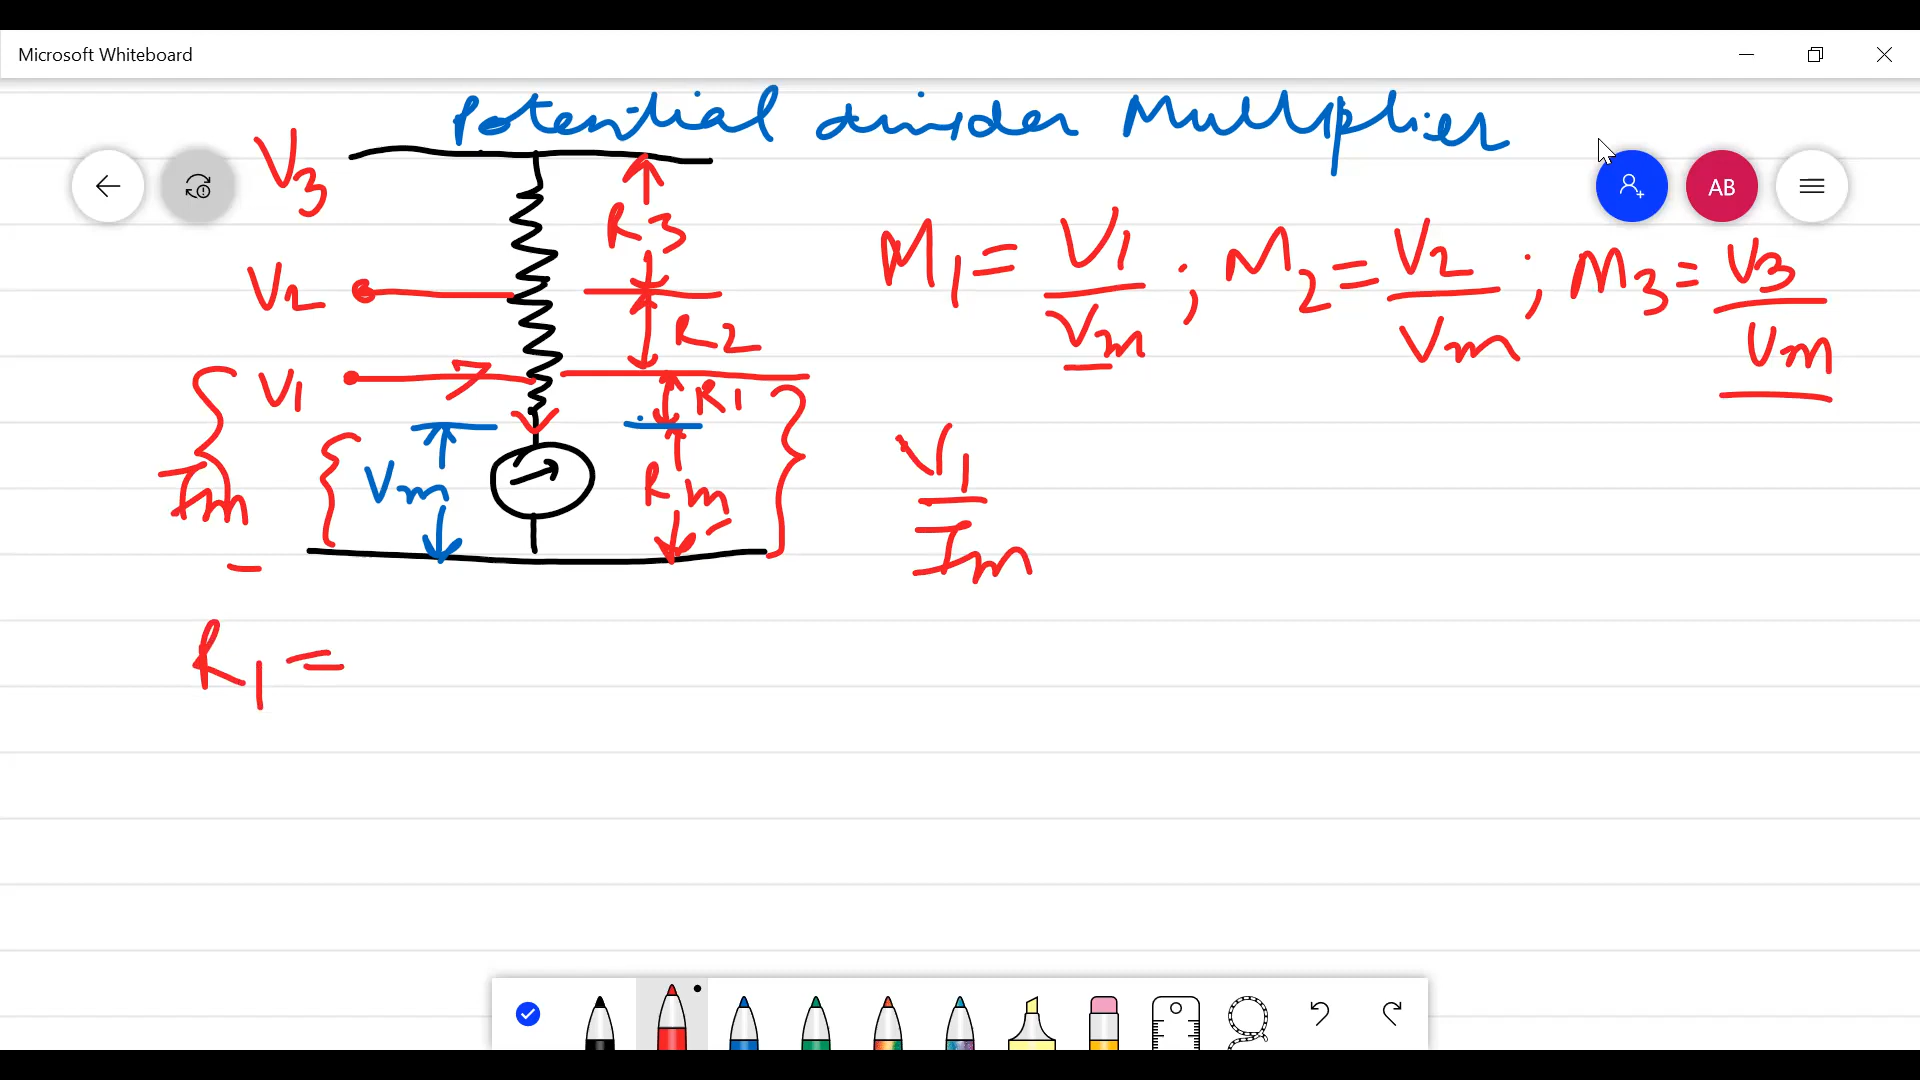 Microsoft Whiteboard
Potential divider Multiplier
V3
R3
V2
R2
V1
R1
Vm
Rm
Im
M1 = V1/Vm ; M2 = V2/Vm ; M3 = V3/Vm
V1/Im
R1 =
AB